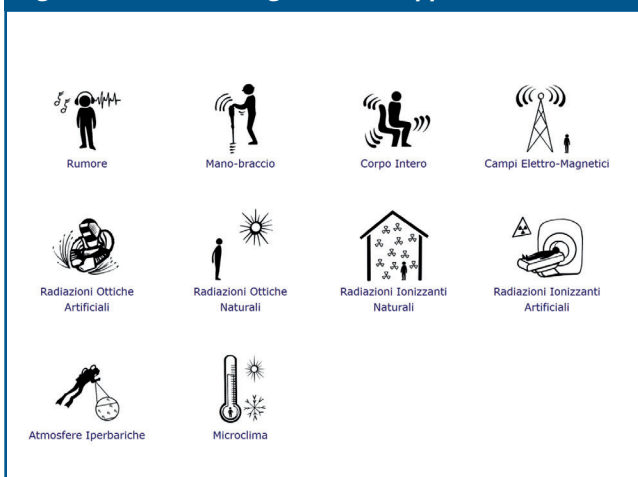 Rumore
Mano-braccio
Corpo Intero
Campi Elettro-Magnetici
Radiazioni Ottiche
Artificiali
Radiazioni Ottiche
Naturali
Radiazioni Ionizzanti
Naturali
Radiazioni Ionizzanti
Artificiali
Atmosfere Iperbariche
Microclima